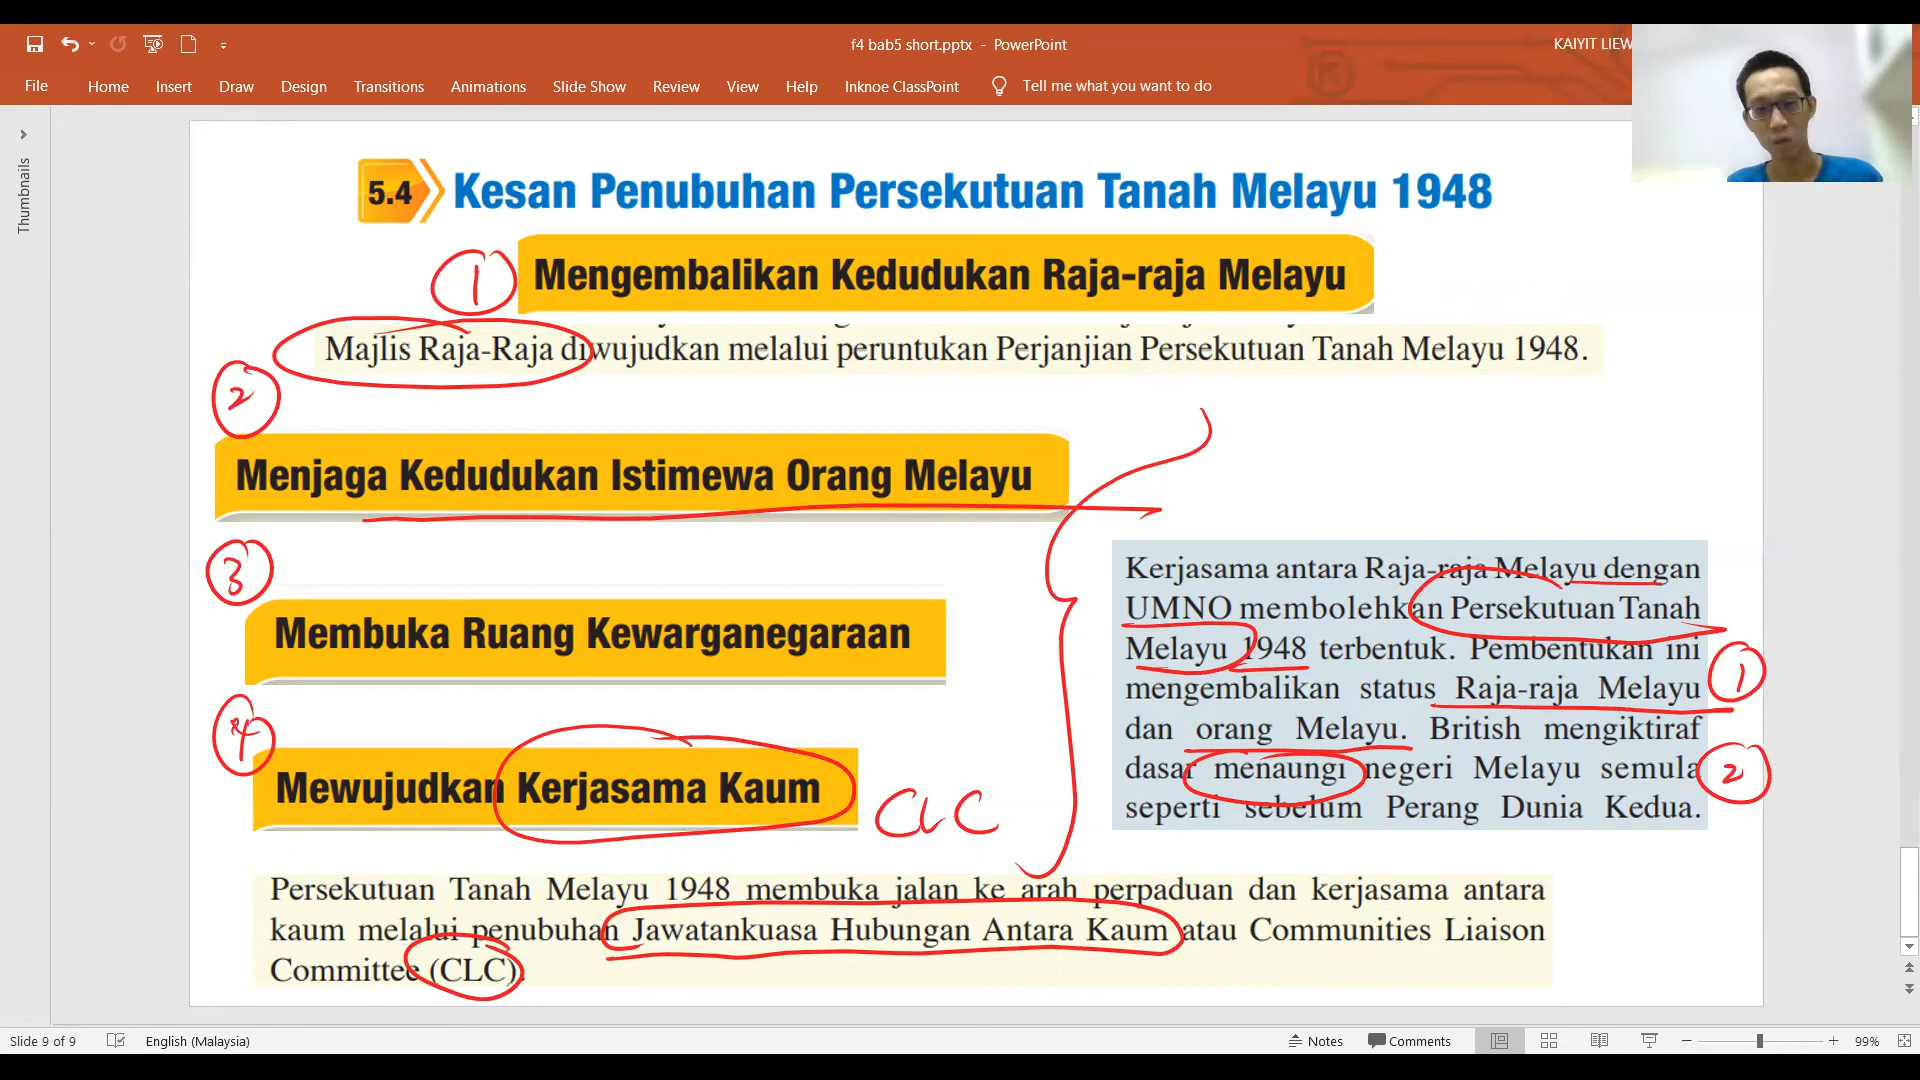 f4 bab5 short.pptx - PowerPoint
KAIYIT LIEW
File Home Insert Draw Design Transitions Animations Slide Show Review View Help Inknoe ClassPoint Tell me what you want to do
Thumbnails
5.4 Kesan Penubuhan Persekutuan Tanah Melayu 1948
1 Mengembalikan Kedudukan Raja-raja Melayu
Majlis Raja-Raja diwujudkan melalui peruntukan Perjanjian Persekutuan Tanah Melayu 1948.
2
Menjaga Kedudukan Istimewa Orang Melayu
3
Membuka Ruang Kewarganegaraan
4
Mewujudkan Kerjasama Kaum
CLC
Kerjasama antara Raja-raja Melayu dengan
UMNO membolehkan Persekutuan Tanah
Melayu 1948 terbentuk. Pembentukan ini
mengembalikan status Raja-raja Melayu 1
dan orang Melayu. British mengiktiraf
dasar menaungi negeri Melayu semula 2
seperti sebelum Perang Dunia Kedua.
Persekutuan Tanah Melayu 1948 membuka jalan ke arah perpaduan dan kerjasama antara
kaum melalui penubuhan Jawatankuasa Hubungan Antara Kaum atau Communities Liaison
Committee (CLC).
Slide 9 of 9 English (Malaysia) Notes Comments 99%